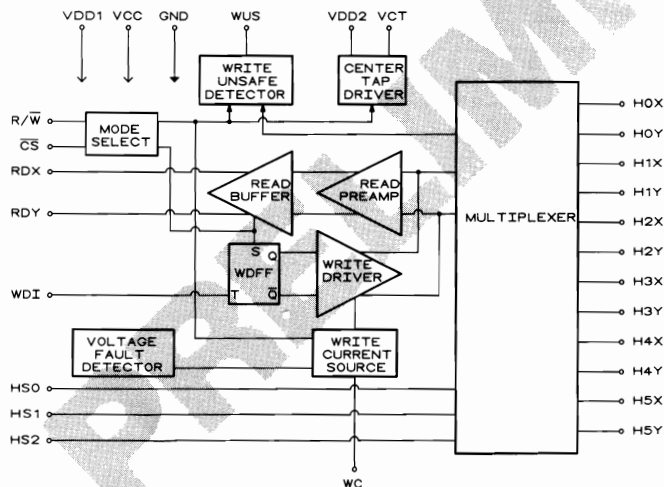 VDD1 VCC GND WUS VDD2 VCT
WRITE
UNSAFE
DETECTOR
CENTER
TAP
DRIVER
R/W̅
C̅S̅
MODE
SELECT
RDX
RDY
READ
BUFFER
READ
PREAMP
MULTIPLEXER
S
Q
WDFF
T
Q̅
WRITE
DRIVER
WDI
VOLTAGE
FAULT
DETECTOR
WRITE
CURRENT
SOURCE
HS0
HS1
HS2
WC
H0X
H0Y
H1X
H1Y
H2X
H2Y
H3X
H3Y
H4X
H4Y
H5X
H5Y
PRELIM